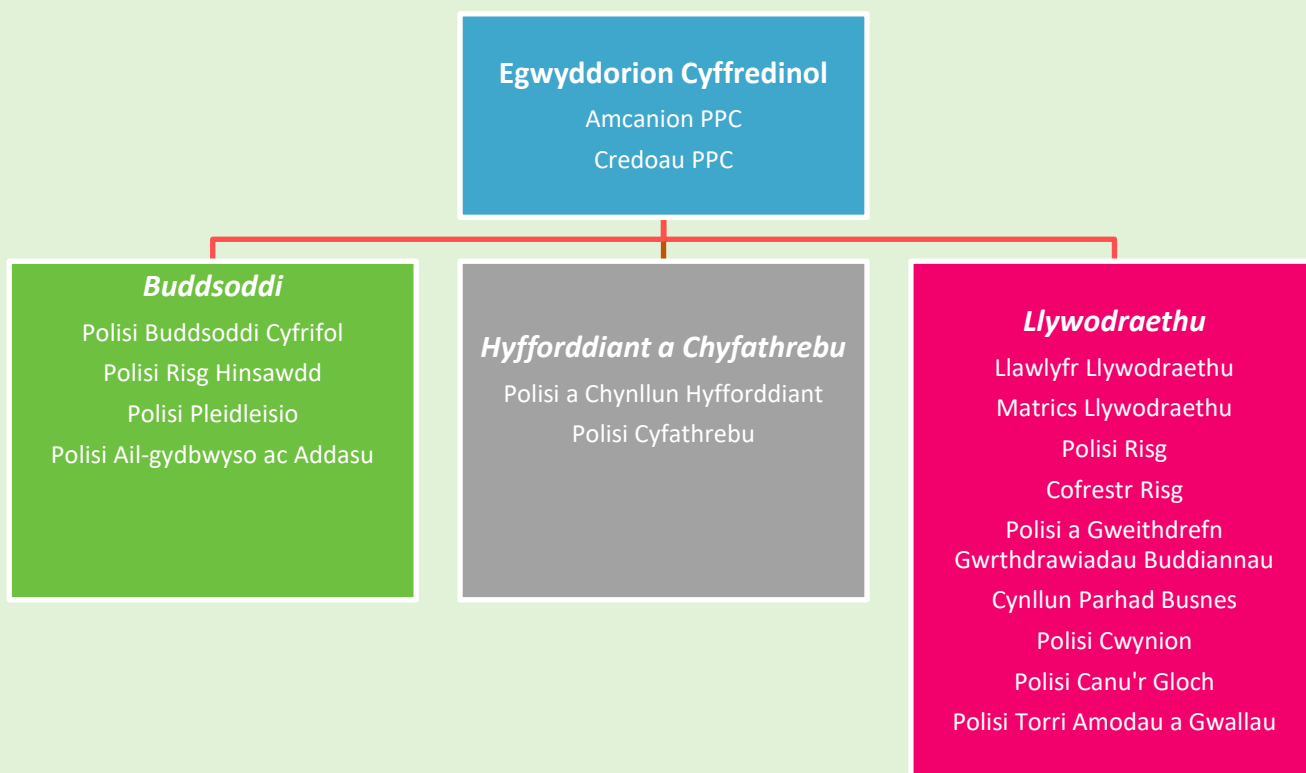 Egwyddorion Cyffredinol
Amcanion PPC
Credoau PPC
Buddsoddi
Polisi Buddsoddi Cyfrifol
Polisi Risg Hinsawdd
Polisi Pleidleisio
Polisi Ail-gydbwyso ac Addasu
Hyfforddiant a Chyfathrebu
Polisi a Chynllun Hyfforddiant
Polisi Cyfathrebu
Llywodraethu
Llawlyfr Llywodraethu
Matrics Llywodraethu
Polisi Risg
Cofrestr Risg
Polisi a Gweithdrefn
Gwrthdrawiadau Buddiannau
Cynllun Parhad Busnes
Polisi Cwynion
Polisi Canu'r Gloch
Polisi Torri Amodau a Gwallau